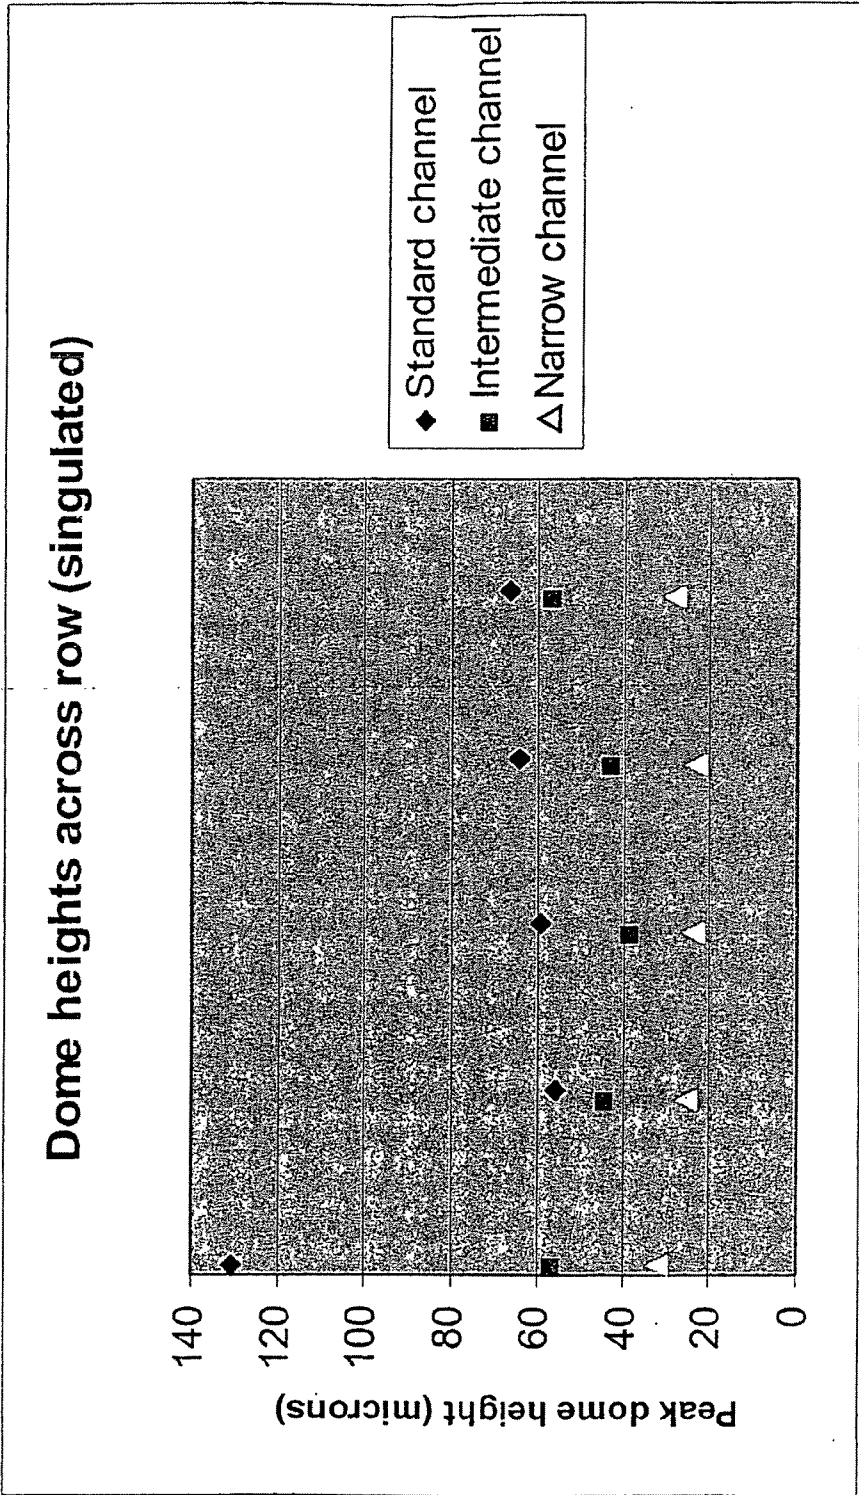 Dome heights across row (singulated)
Peak dome height (microns)
140
120
100
80
60
40
20
0
Standard channel
Intermediate channel
Narrow channel